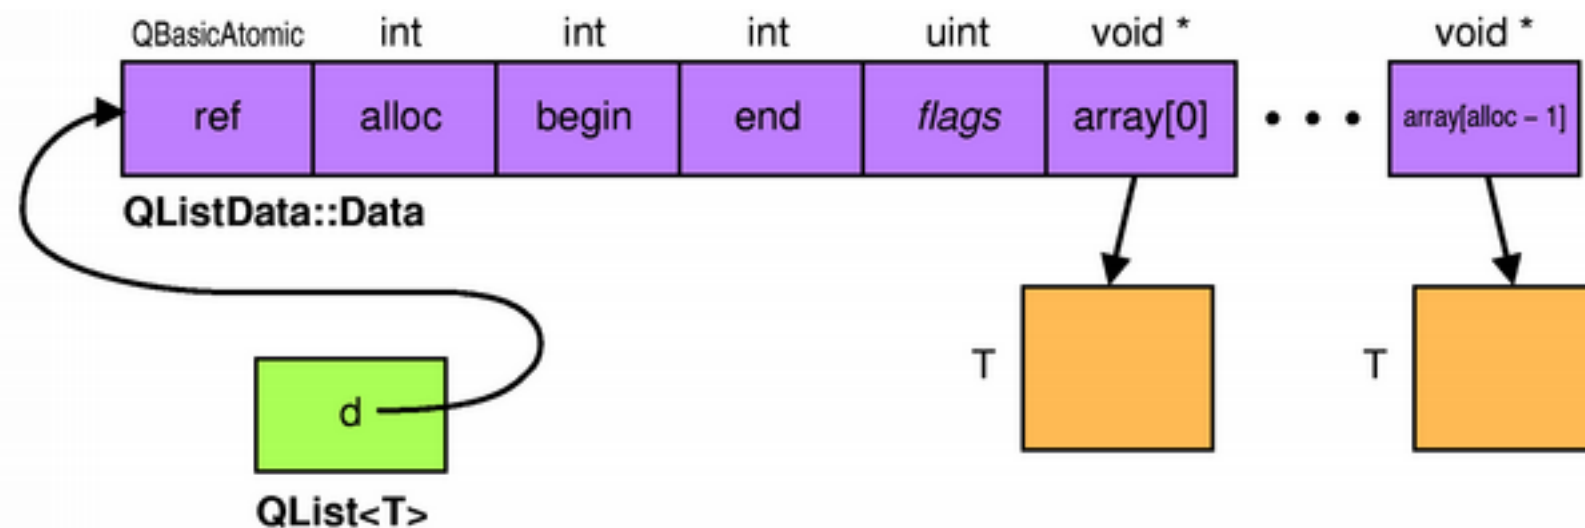 QBasicAtomic int int int uint void * void *
ref alloc begin end flags array[0] array[alloc – 1]
QListData::Data
T T
d
QList<T>